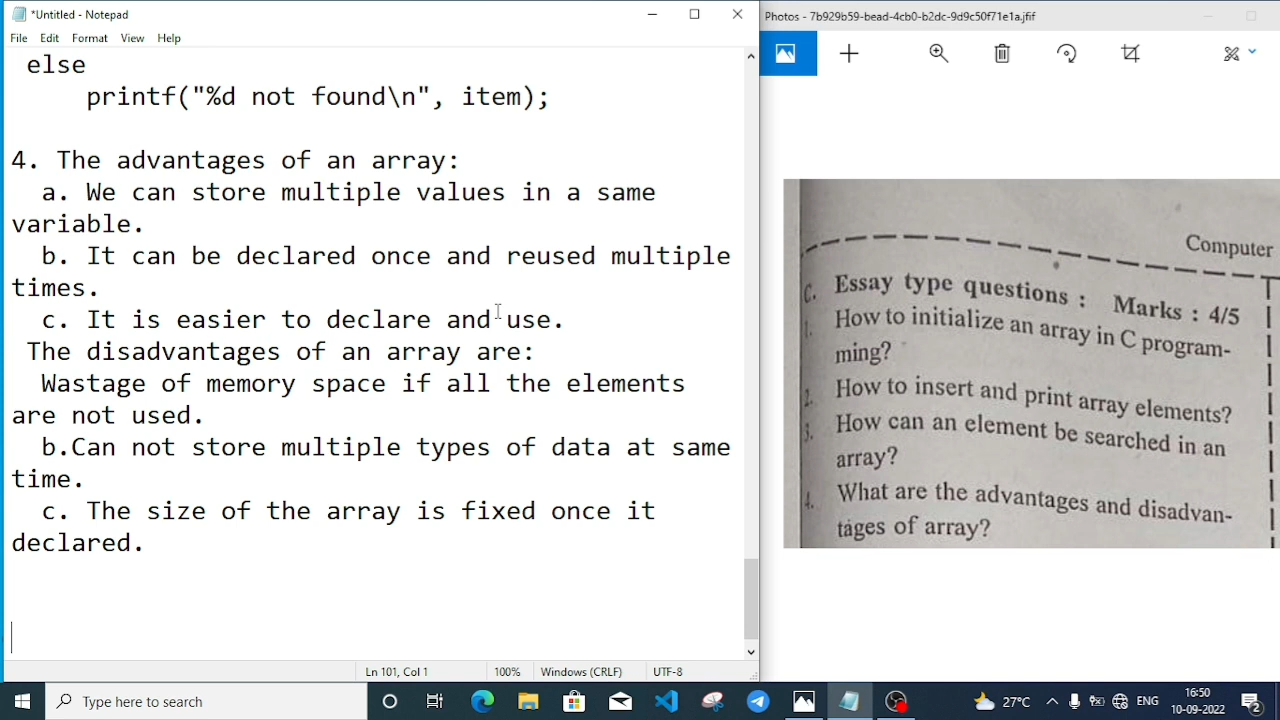 *Untitled - Notepad
File Edit Format View Help
else
printf("%d not found\n", item);
4. The advantages of an array:
a. We can store multiple values in a same
variable.
b. It can be declared once and reused multiple
times.
c. It is easier to declare and use.
The disadvantages of an array are:
Wastage of memory space if all the elements
are not used.
b.Can not store multiple types of data at same
time.
c. The size of the array is fixed once it
declared.
Ln 101, Col 1 100% Windows (CRLF) UTF-8
Photos - 7b929b59-bead-4cb0-b2dc-9d9c50f71e1a.jfif
Computer
C. Essay type questions : Marks : 4/5
1. How to initialize an array in C program-
ming?
2. How to insert and print array elements?
3. How can an element be searched in an
array?
4. What are the advantages and disadvan-
tages of array?
Type here to search
27°C
ENG
16:50
10-09-2022
2